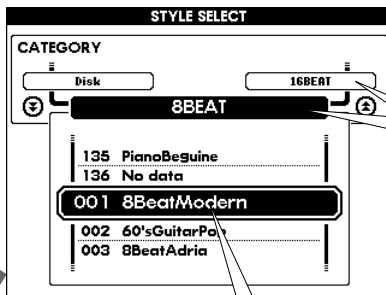 STYLE SELECT
CATEGORY
Disk 16BEAT
8BEAT
135 PianoBeguine
136 No data
001 8BeatModern
002 60'sGuitarPop
003 8BeatAdria